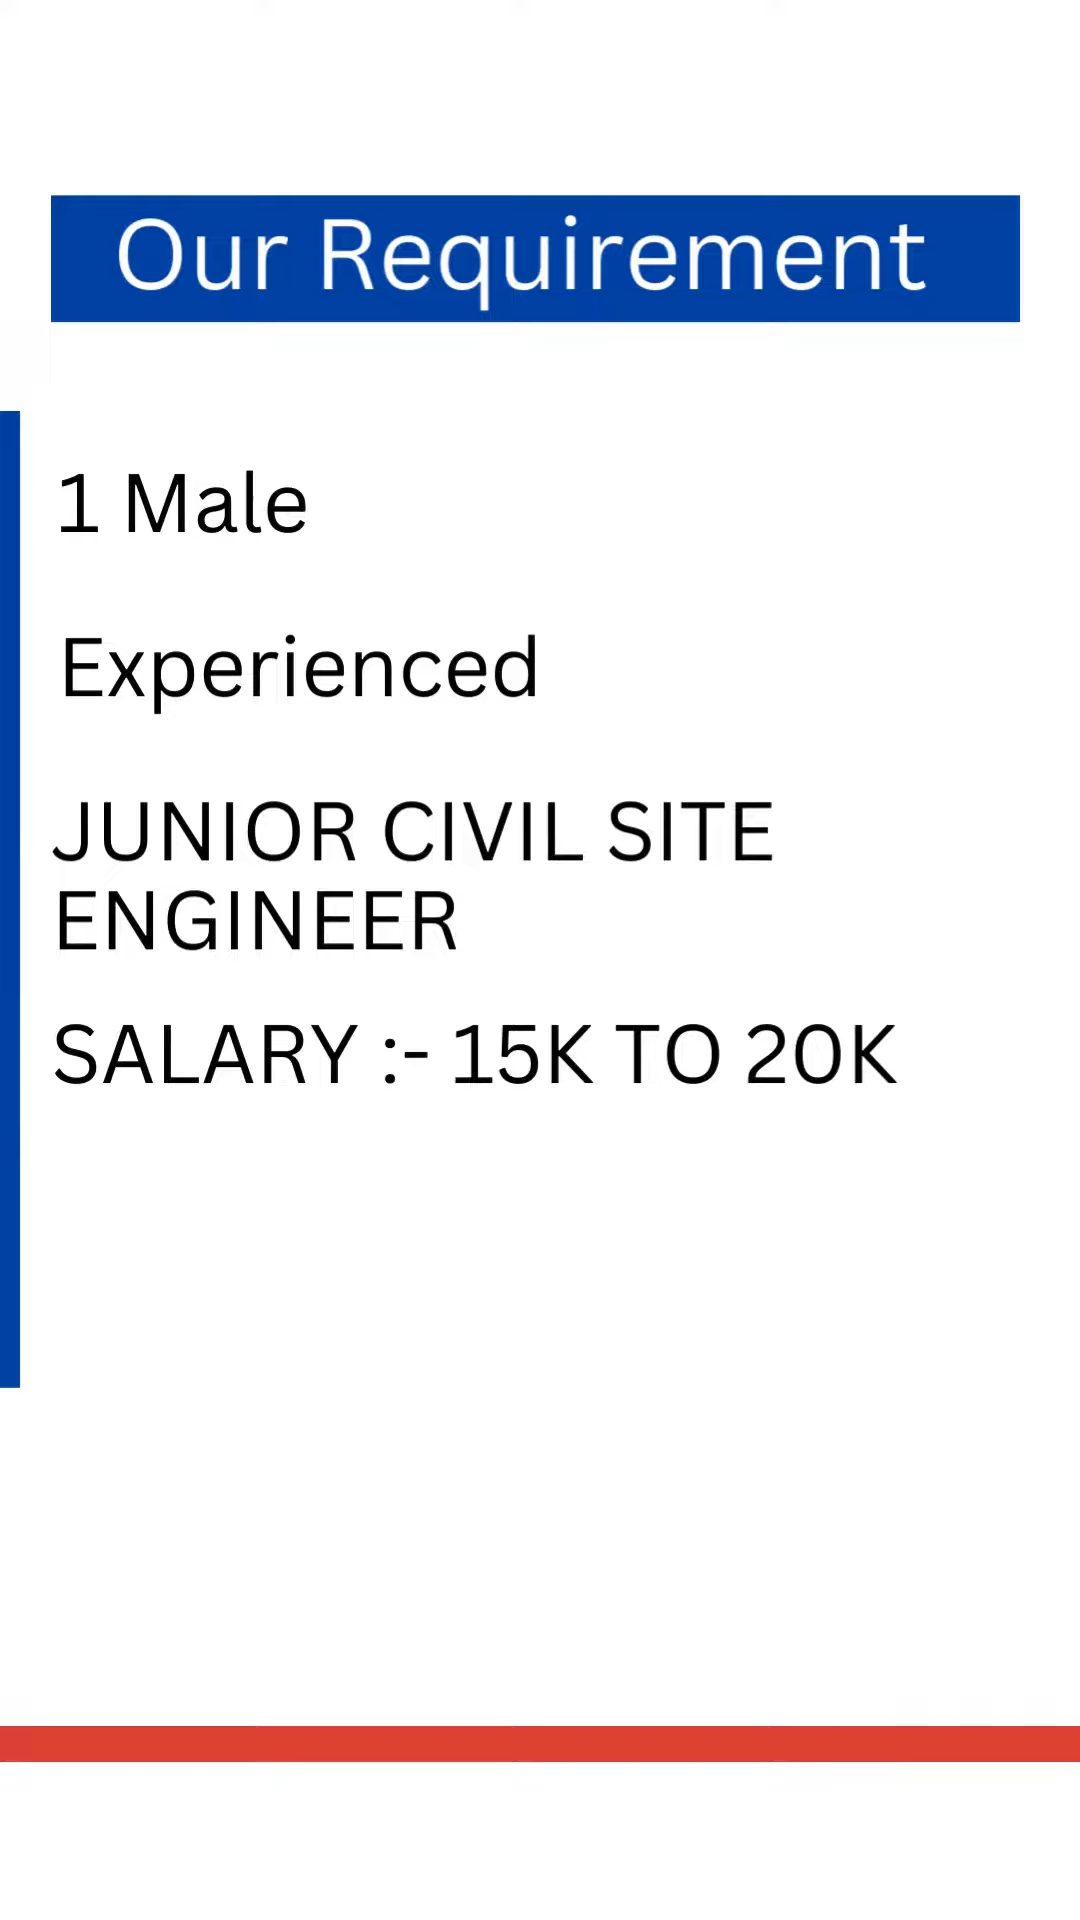 Our Requirement
1 Male
Experienced
JUNIOR CIVIL SITE
ENGINEER
SALARY :- 15K TO 20K